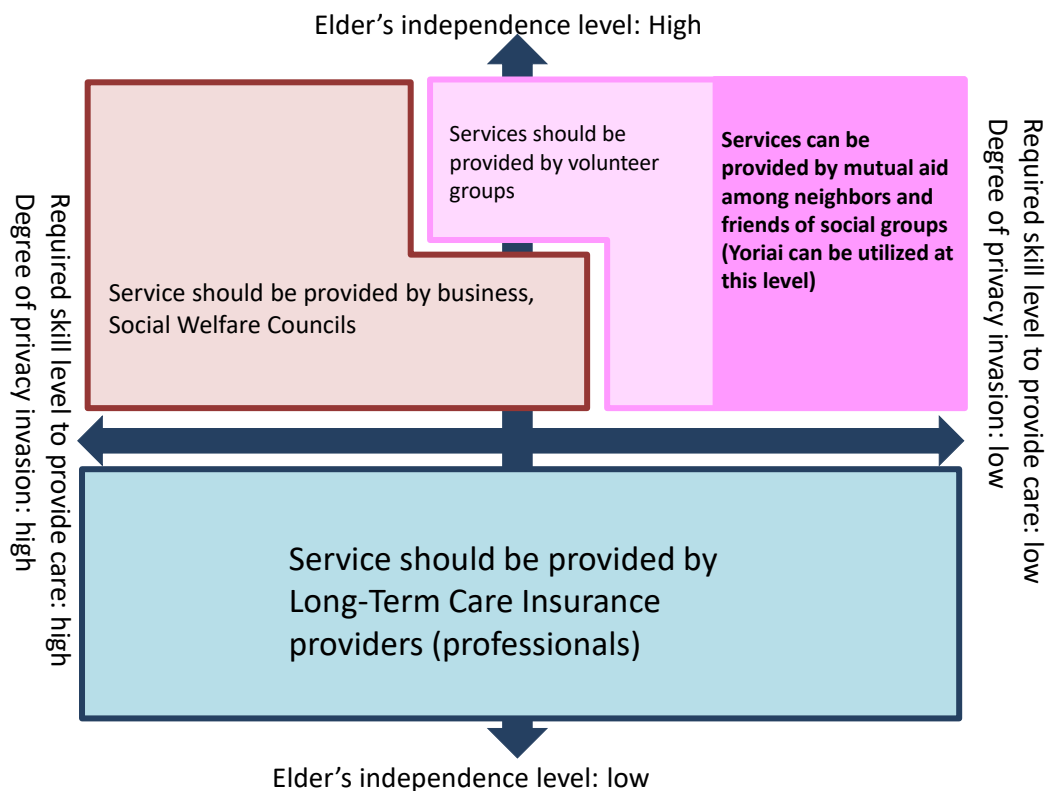 Elder’s independence level: High
Services should be
provided by volunteer
groups
Services can be
provided by mutual aid
among neighbors and
friends of social groups
(Yoriai can be utilized at
this level)
Service should be provided by business,
Social Welfare Councils
Required skill level to provide care: high
Degree of privacy invasion: high
Required skill level to provide care: low
Degree of privacy invasion: low
Service should be provided by
Long-Term Care Insurance
providers (professionals)
Elder’s independence level: low